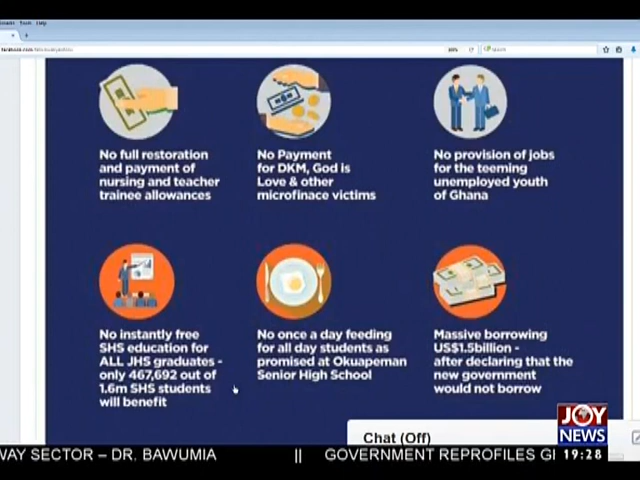 No full restoration
and payment of
nursing and teacher
trainee allowances
No Payment
for DKM, God is
Love & other
microfinace victims
No provision of jobs
for the teeming
unemployed youth
of Ghana
No instantly free
SHS education for
ALL JHS graduates -
only 467,692 out of
1.6m SHS students
will benefit
No once a day feeding
for all day students as
promised at Okuapeman
Senior High School
Massive borrowing
US$1.5billion -
after declaring that the
new government
would not borrow
Chat (Off)
JOY
NEWS
WAY SECTOR – DR. BAWUMIA || GOVERNMENT REPROFILES GI 19:28